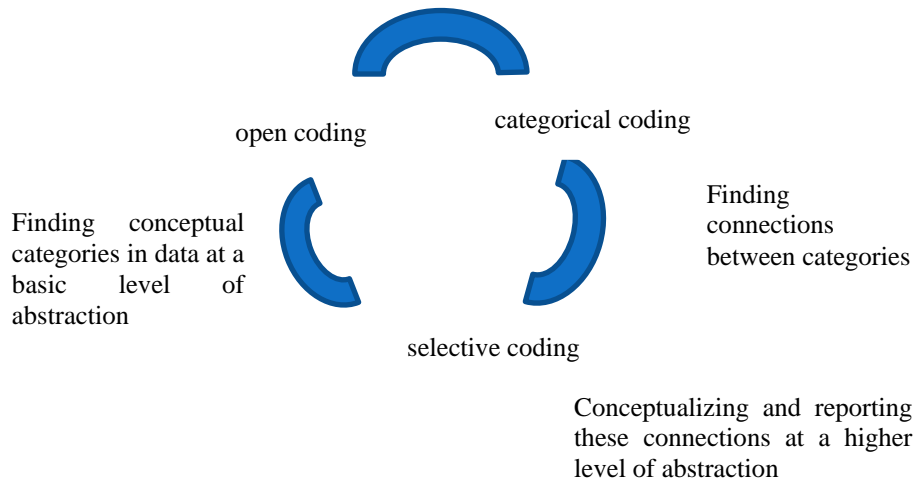 open coding
categorical coding
Finding conceptual
categories in data at a
basic level of
abstraction
Finding
connections
between categories
selective coding
Conceptualizing and reporting
these connections at a higher
level of abstraction